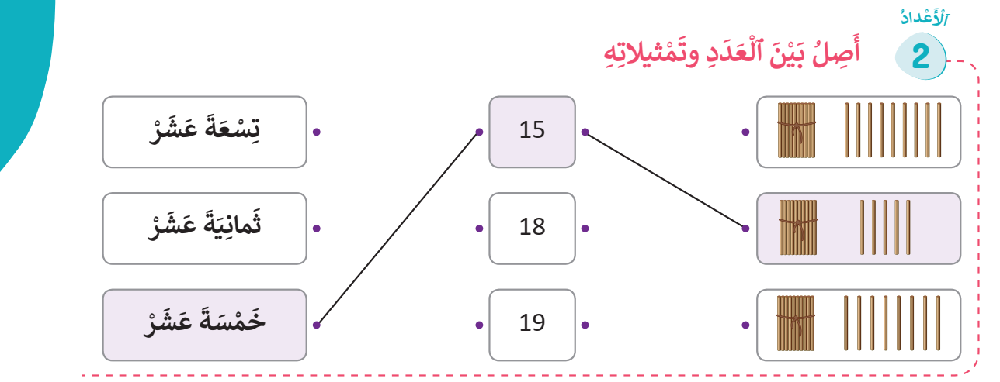 ٱلْأَعْدادُ
2 أَصِلُ بَيْنَ ٱلْعَدَدِ وتَمْثيلاتِهِ
15 تِسْعَةَ عَشَرْ
18 ثَمانِيَةَ عَشَرْ
19 خَمْسَةَ عَشَرْ